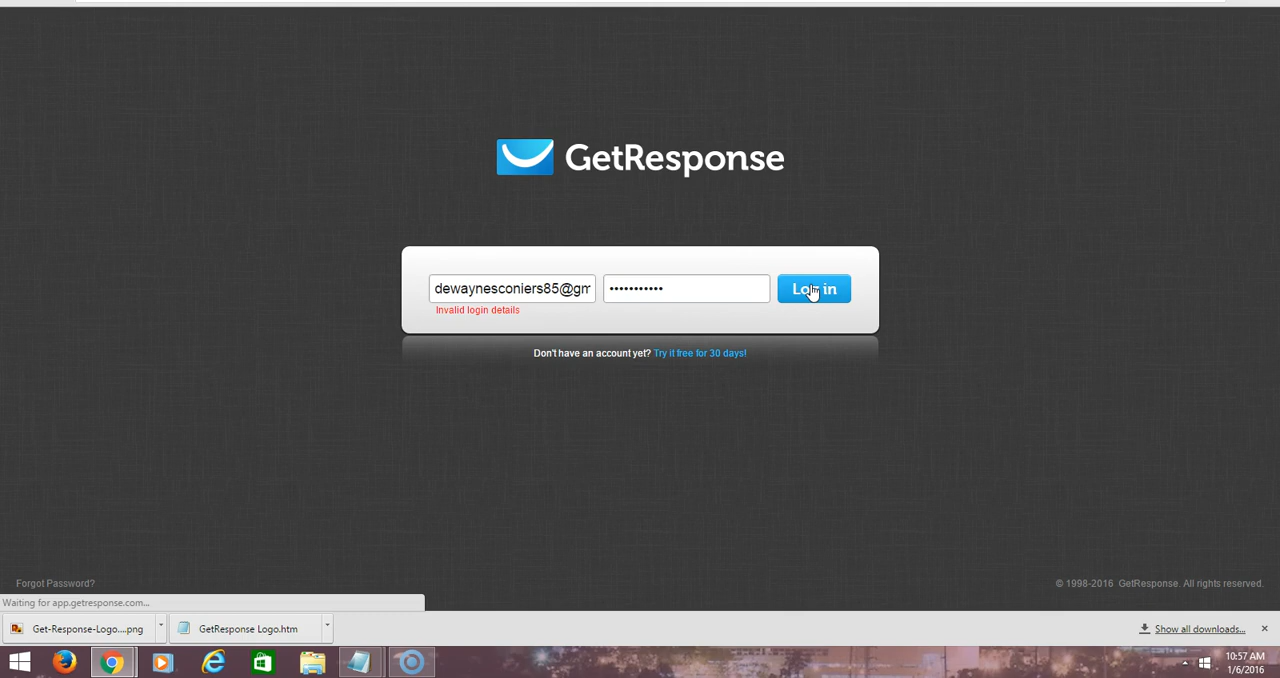 GetResponse
dewaynesconiers85@gm
•••••••••••
Log in
Invalid login details
Don't have an account yet? Try it free for 30 days!
Forgot Password?
© 1998-2016 GetResponse. All rights reserved.
Waiting for app.getresponse.com...
Get-Response-Logo....png
GetResponse Logo.htm
Show all downloads...
10:57 AM
1/6/2016